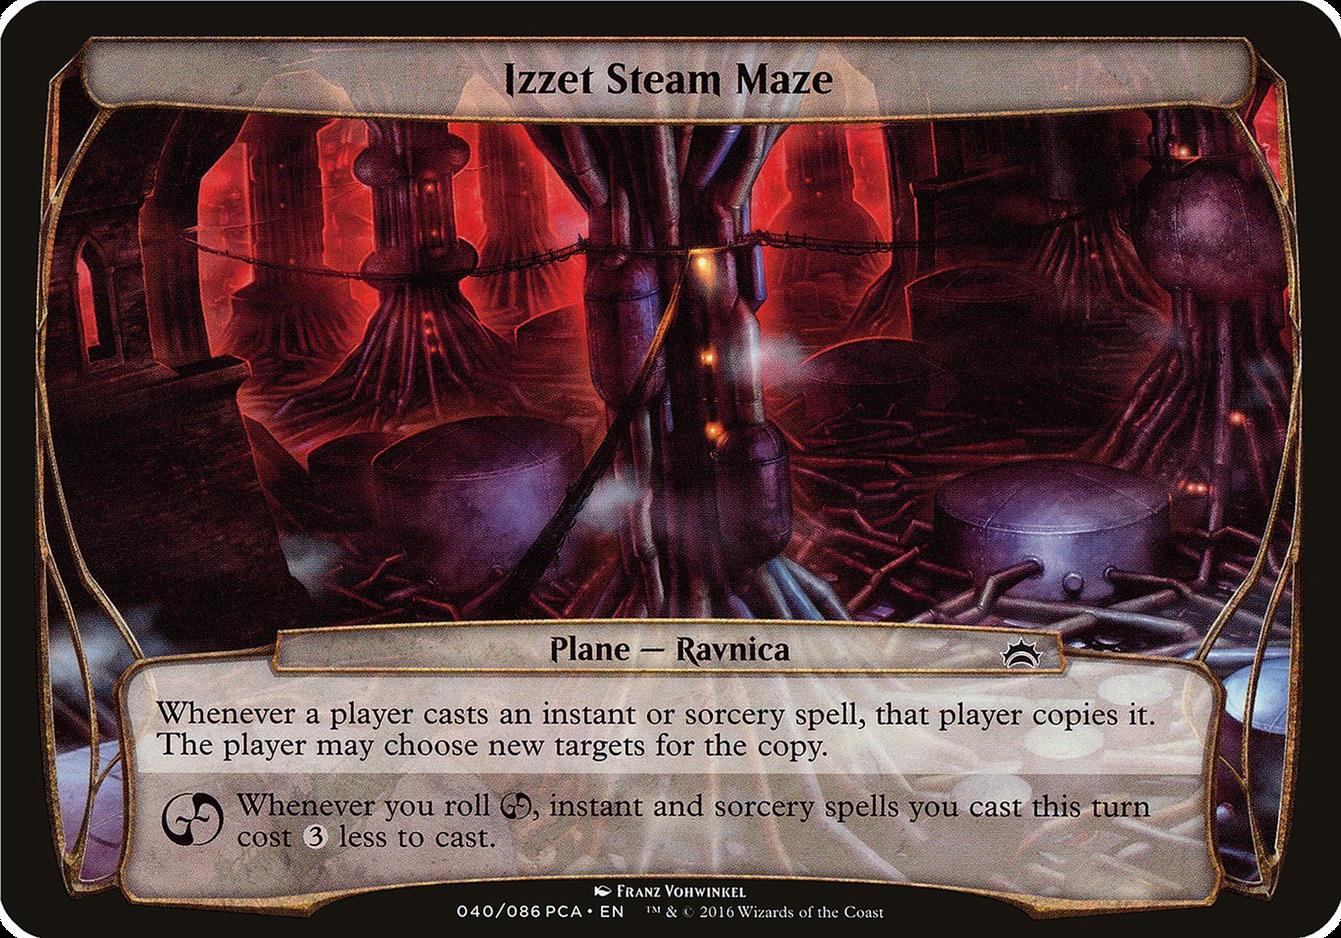 Izzet Steam Maze
Plane — Ravnica
Whenever a player casts an instant or sorcery spell, that player copies it.
The player may choose new targets for the copy.
Whenever you roll , instant and sorcery spells you cast this turn
cost 3 less to cast.
Franz Vohwinkel
040/086 PCA • EN ™ & © 2016 Wizards of the Coast